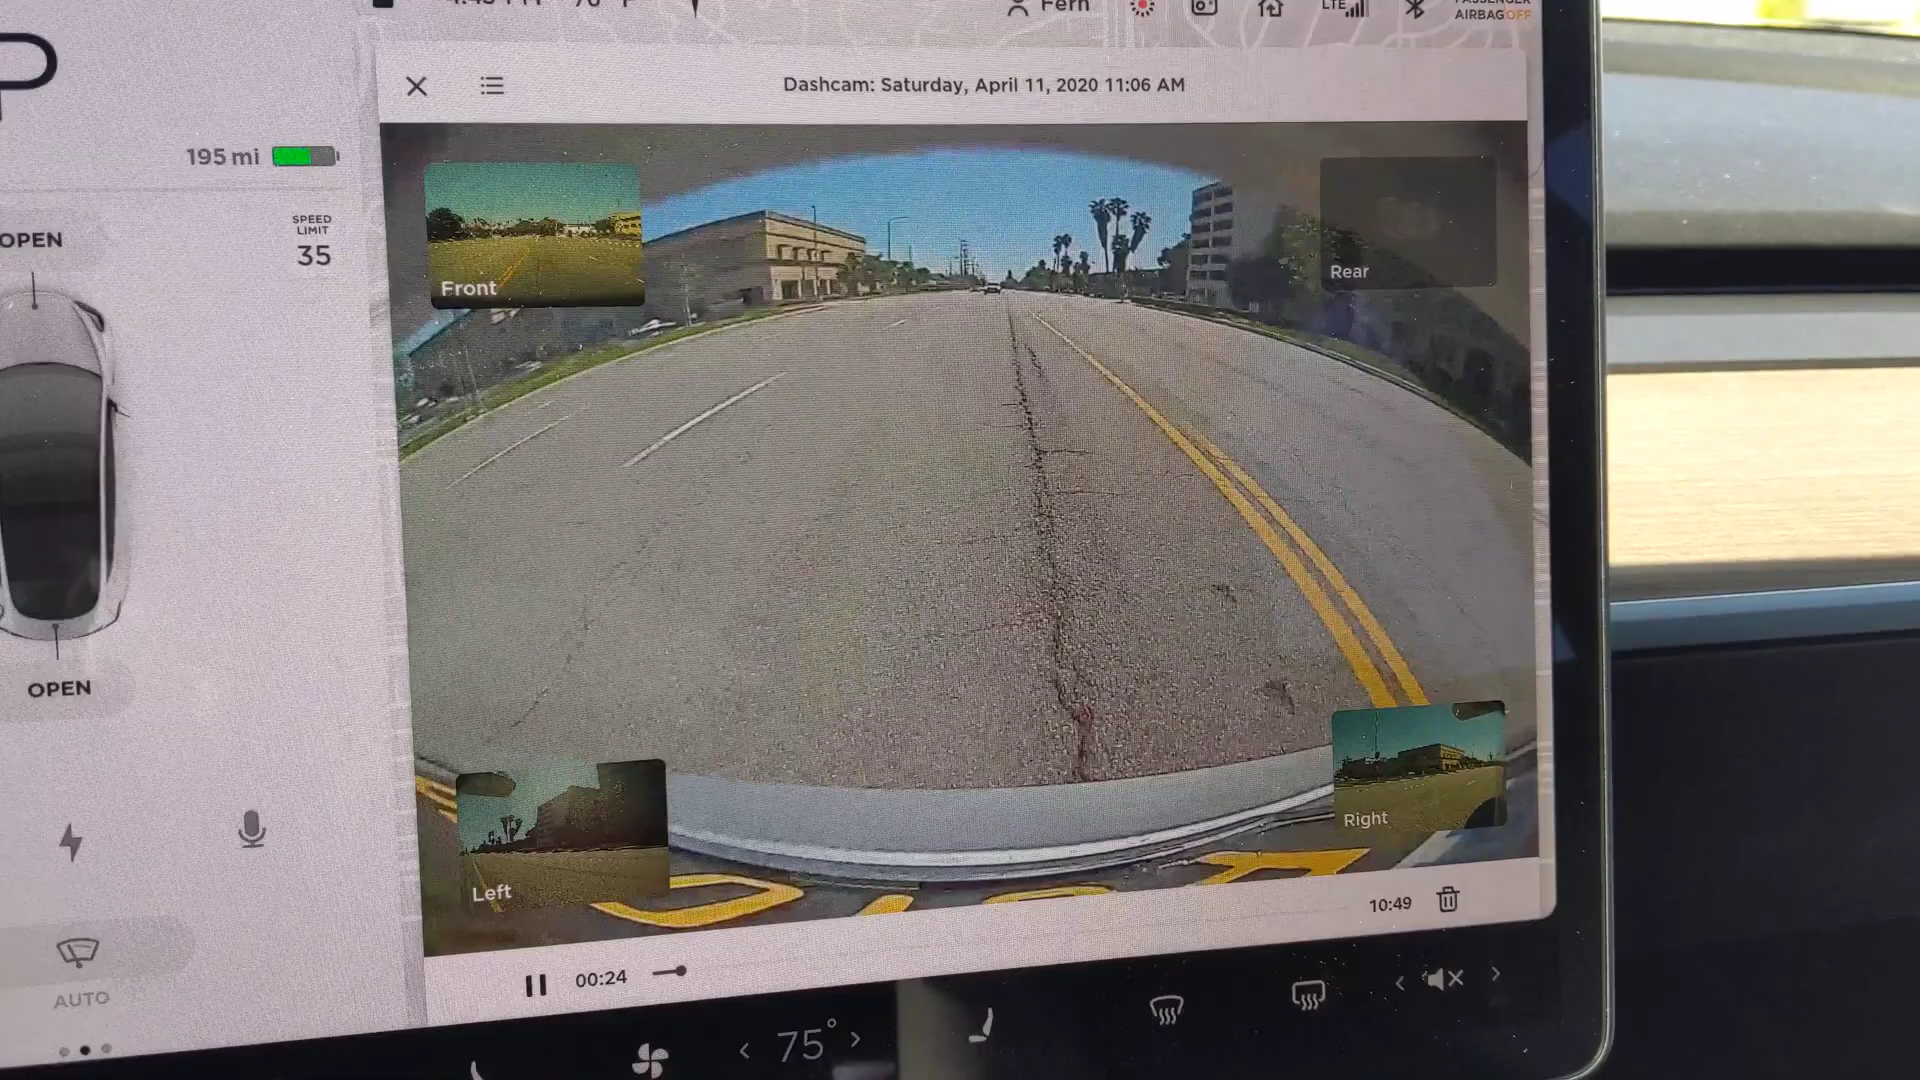 Fern
LTE
AIRBAG OFF
Dashcam: Saturday, April 11, 2020 11:06 AM
195 mi
SPEED
LIMIT
35
OPEN
Front
Rear
OPEN
Left
Right
10:49
00:24
AUTO
75°